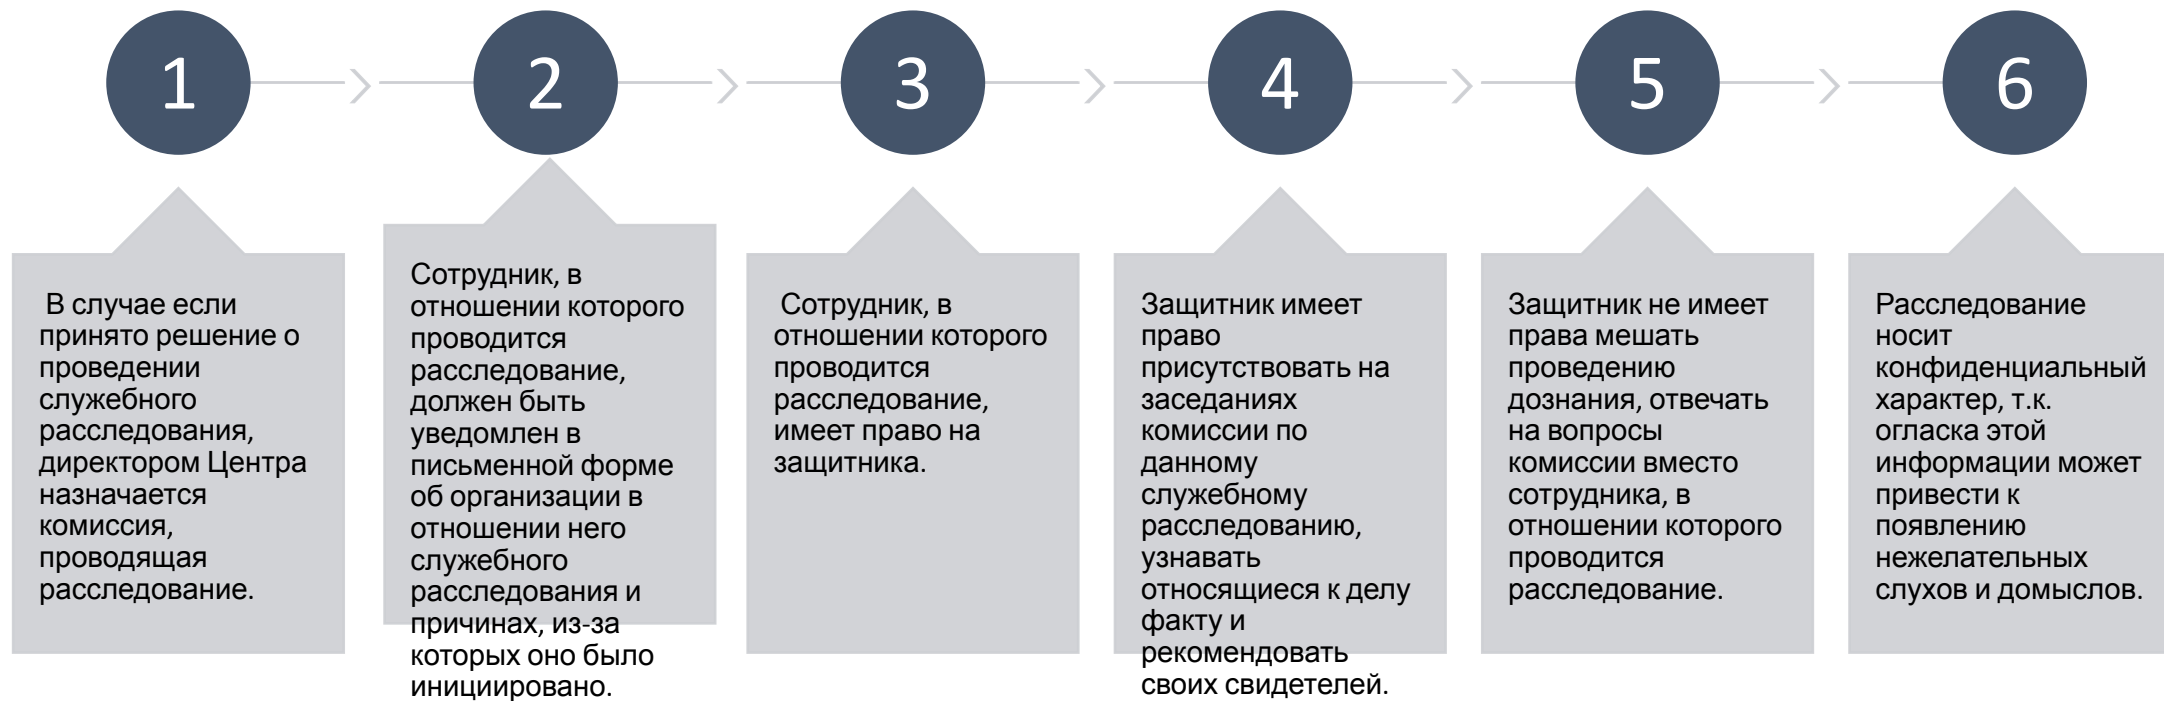 1
В случае если
принято решение о
проведении
служебного
расследования,
директором Центра
назначается
комиссия,
проводящая
расследование.
2
Сотрудник, в
отношении которого
проводится
расследование,
должен быть
уведомлен в
письменной форме
об организации в
отношении него
служебного
расследования и
причинах, из-за
которых оно было
инициировано.
3
Сотрудник, в
отношении которого
проводится
расследование,
имеет право на
защитника.
4
Защитник имеет
право
присутствовать на
заседаниях
комиссии по
данному
служебному
расследованию,
узнавать
относящиеся к делу
факту и
рекомендовать
своих свидетелей.
5
Защитник не имеет
права мешать
проведению
дознания, отвечать
на вопросы
комиссии вместо
сотрудника, в
отношении которого
проводится
расследование.
6
Расследование
носит
конфиденциальный
характер, т.к.
огласка этой
информации может
привести к
появлению
нежелательных
слухов и домыслов.